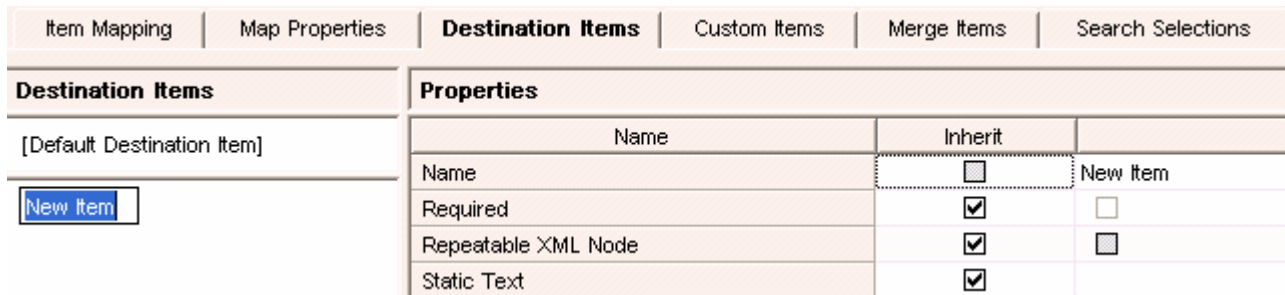 Item Mapping Map Properties Destination Items Custom Items Merge Items Search Selections
Destination Items Properties
[Default Destination Item] Name Inherit
Name New Item
New Item Required
Repeatable XML Node
Static Text